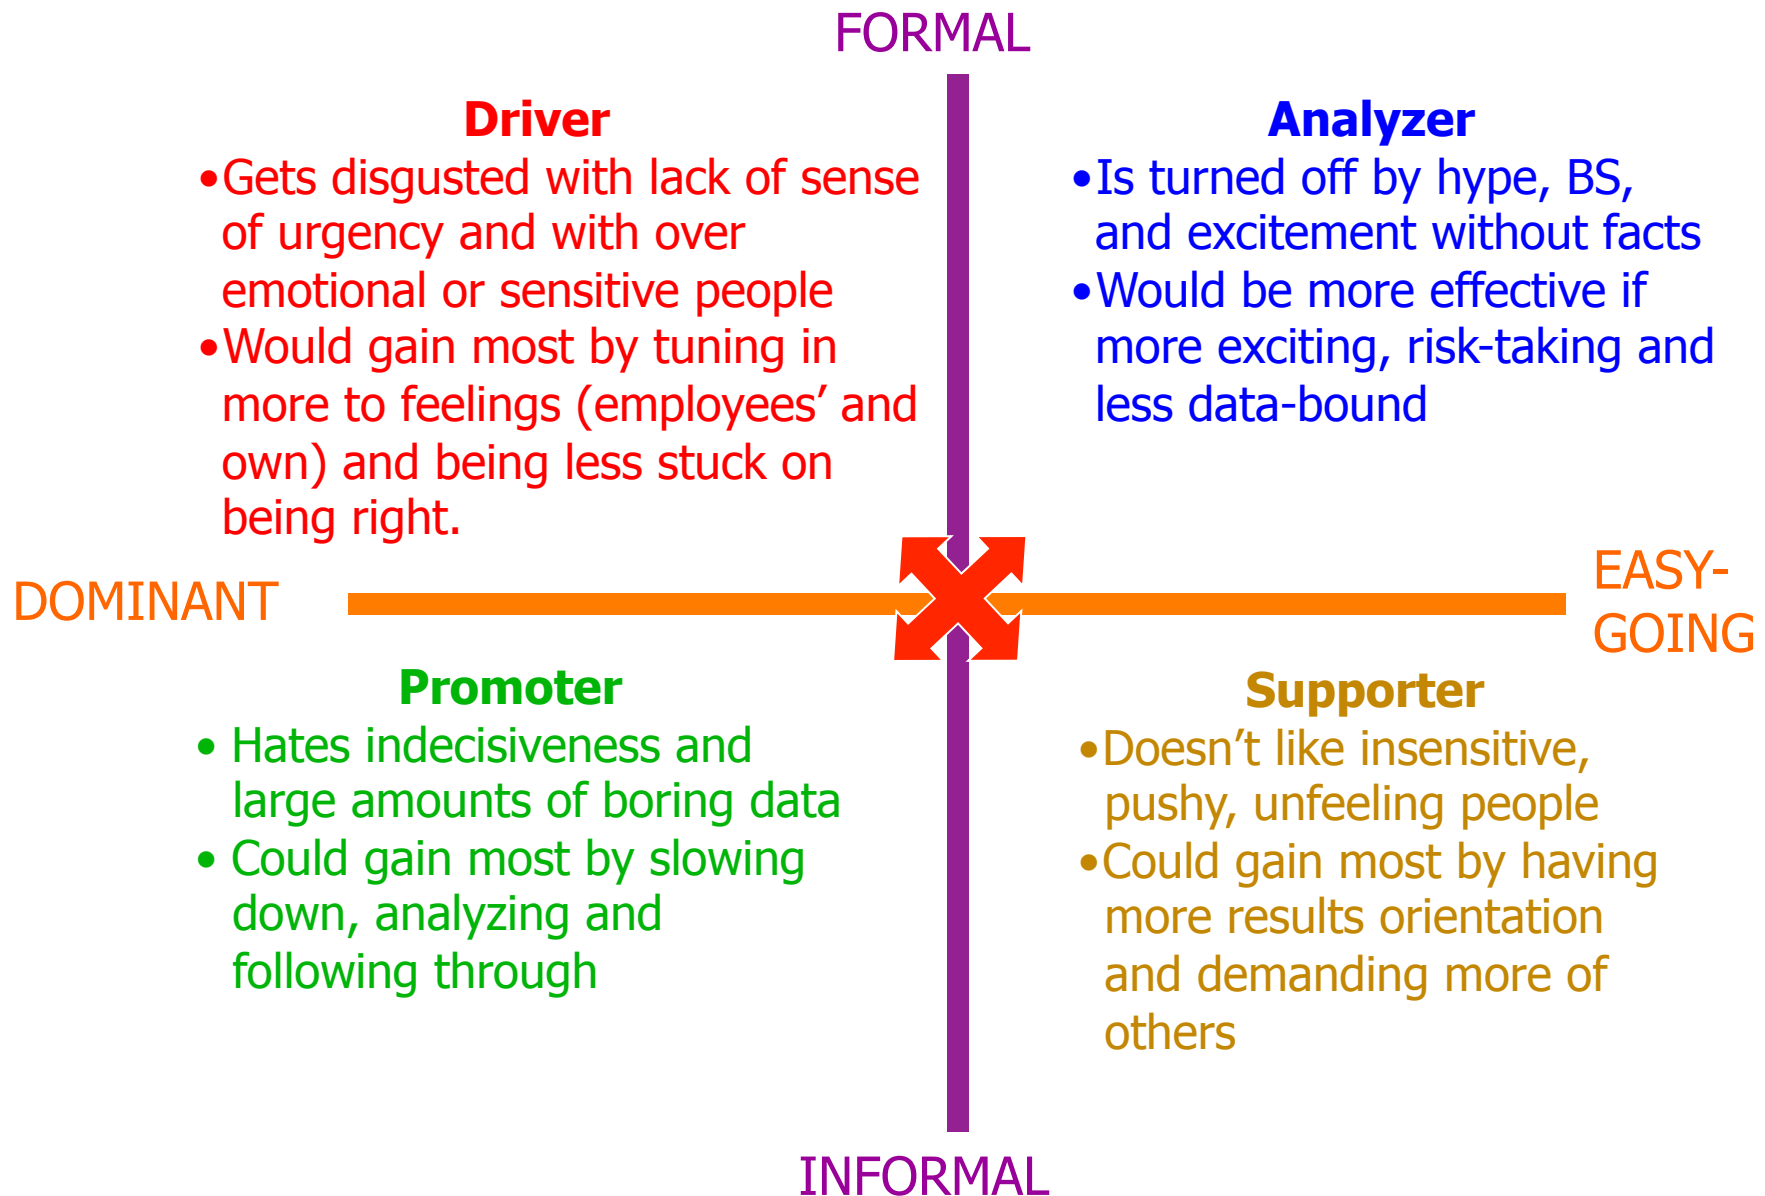 FORMAL
Driver
•Gets disgusted with lack of sense
of urgency and with over
emotional or sensitive people
•Would gain most by tuning in
more to feelings (employees’ and
own) and being less stuck on
being right.
Analyzer
•Is turned off by hype, BS,
and excitement without facts
•Would be more effective if
more exciting, risk-taking and
less data-bound
DOMINANT
EASY-
GOING
Promoter
• Hates indecisiveness and
large amounts of boring data
• Could gain most by slowing
down, analyzing and
following through
Supporter
•Doesn’t like insensitive,
pushy, unfeeling people
•Could gain most by having
more results orientation
and demanding more of
others
INFORMAL